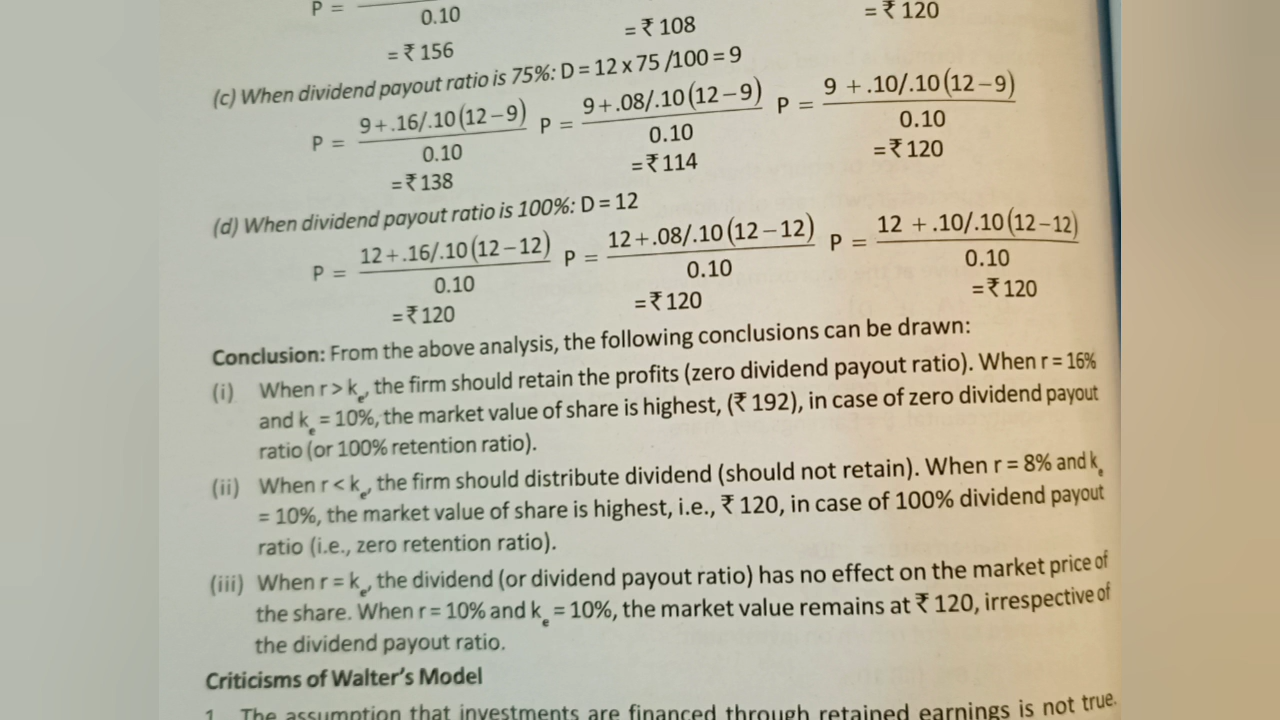 P =
0.10
= ₹ 156
= ₹ 108
= ₹ 120
(c) When dividend payout ratio is 75%: D = 12 x 75 /100 = 9
P = 9+.16/.10(12−9) P = 9+.08/.10(12−9) P = 9 +.10/.10(12−9)
0.10 0.10 0.10
=₹138 =₹114 =₹120
(d) When dividend payout ratio is 100%: D = 12
P = 12+.16/.10(12−12) P = 12+.08/.10(12−12) P = 12 +.10/.10(12−12)
0.10 0.10 0.10
=₹120 =₹120 =₹120
Conclusion: From the above analysis, the following conclusions can be drawn:
(i) When r > ke, the firm should retain the profits (zero dividend payout ratio). When r = 16%
and ke = 10%, the market value of share is highest, (₹ 192), in case of zero dividend payout
ratio (or 100% retention ratio).
(ii) When r < ke, the firm should distribute dividend (should not retain). When r = 8% and ke
= 10%, the market value of share is highest, i.e., ₹ 120, in case of 100% dividend payout
ratio (i.e., zero retention ratio).
(iii) When r = ke, the dividend (or dividend payout ratio) has no effect on the market price of
the share. When r = 10% and ke = 10%, the market value remains at ₹ 120, irrespective of
the dividend payout ratio.
Criticisms of Walter's Model
1. The assumption that investments are financed through retained earnings is not true.